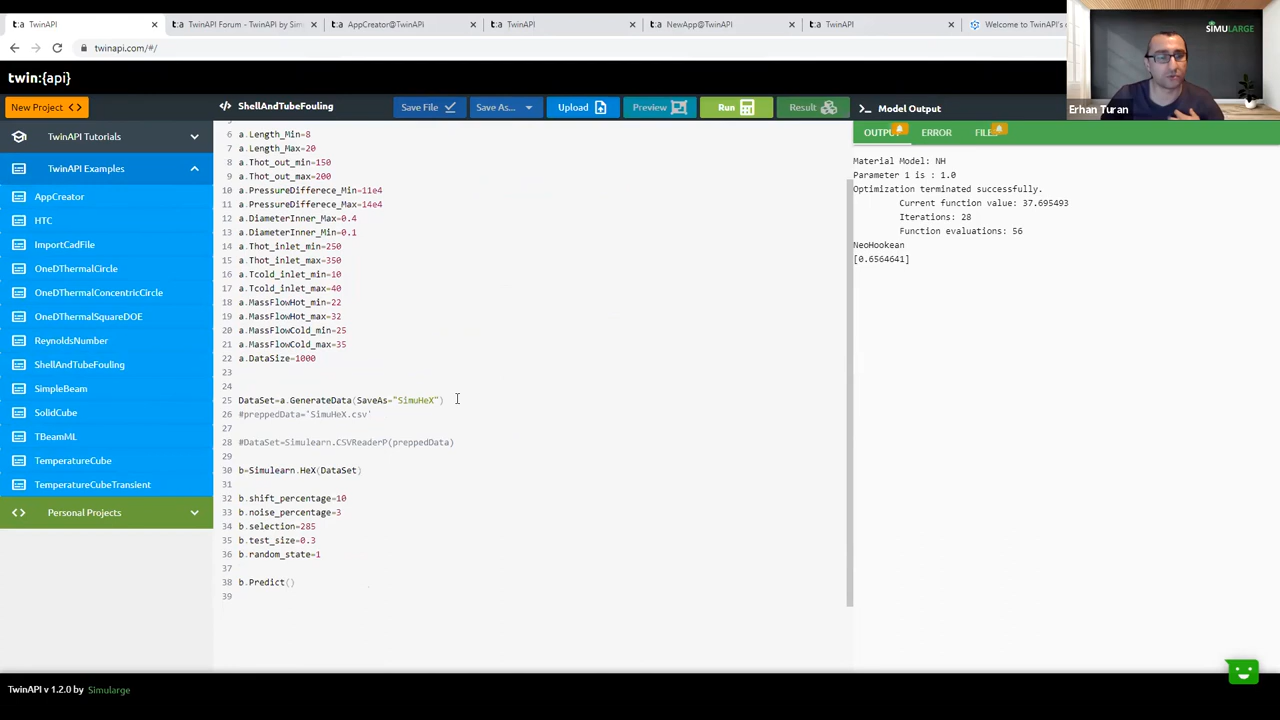 TwinAPI
TwinAPI Forum - TwinAPI by Sim
AppCreator@TwinAPI
TwinAPI
NewApp@TwinAPI
TwinAPI
Welcome to TwinAPI's
twinapi.com/#/
SIMULARGE
Erhan Turan
twin:{api}
New Project <>
ShellAndTubeFouling
Save File
Save As...
Upload
Preview
Run
Result
Model Output
TwinAPI Tutorials
TwinAPI Examples
AppCreator
HTC
ImportCadFile
OneDThermalCircle
OneDThermalConcentricCircle
OneDThermalSquareDOE
ReynoldsNumber
ShellAndTubeFouling
SimpleBeam
SolidCube
TBeamML
TemperatureCube
TemperatureCubeTransient
Personal Projects
6 a.Length_Min=8
7 a.Length_Max=20
8 a.Thot_out_min=150
9 a.Thot_out_max=200
10 a.PressureDifferece_Min=11e4
11 a.PressureDifferece_Max=14e4
12 a.DiameterInner_Max=0.4
13 a.DiameterInner_Min=0.1
14 a.Thot_inlet_min=250
15 a.Thot_inlet_max=350
16 a.Tcold_inlet_min=10
17 a.Tcold_inlet_max=40
18 a.MassFlowHot_min=22
19 a.MassFlowHot_max=32
20 a.MassFlowCold_min=25
21 a.MassFlowCold_max=35
22 a.DataSize=1000
23
24
25 DataSet=a.GenerateData(SaveAs="SimuHeX")
26 #preppedData='SimuHeX.csv'
27
28 #DataSet=Simulearn.CSVReaderP(preppedData)
29
30 b=Simulearn.HeX(DataSet)
31
32 b.shift_percentage=10
33 b.noise_percentage=3
34 b.selection=285
35 b.test_size=0.3
36 b.random_state=1
37
38 b.Predict()
39
OUTPUT
ERROR
FILE
Material Model: NH
Parameter 1 is : 1.0
Optimization terminated successfully.
Current function value: 37.695493
Iterations: 28
Function evaluations: 56
NeoHookean
[0.6564641]
TwinAPI v 1.2.0 by Simularge